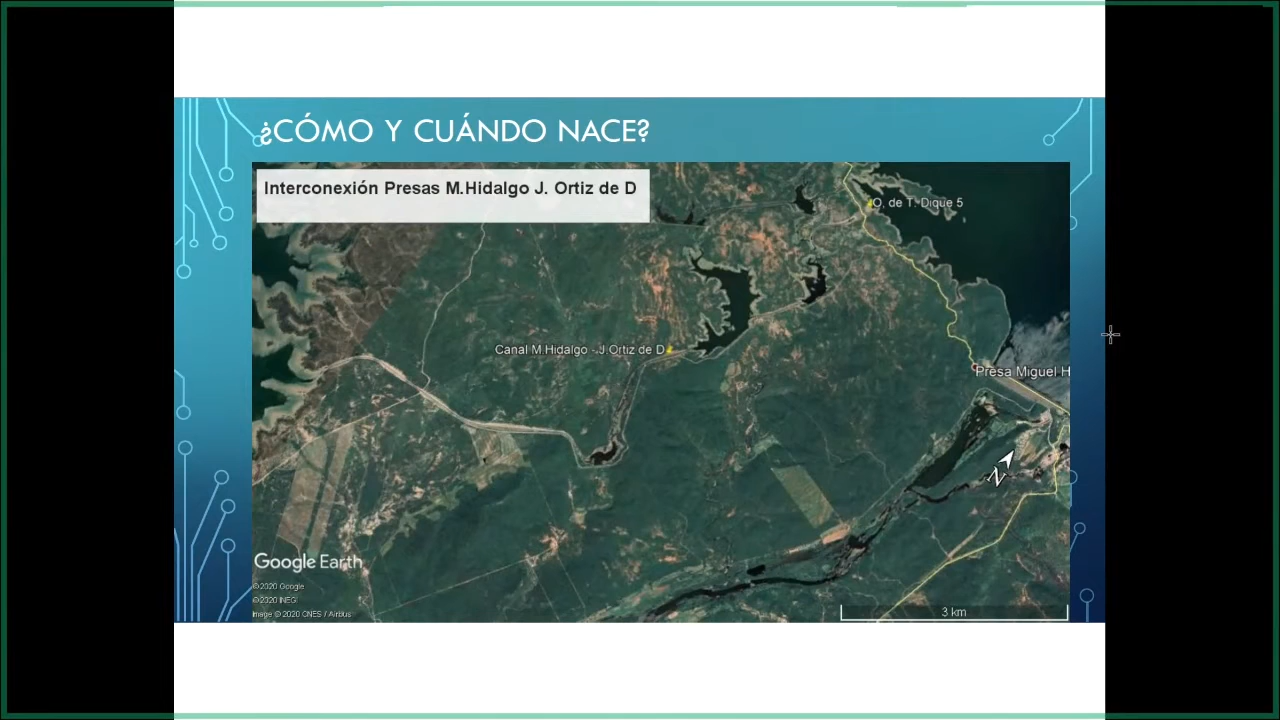 ¿CÓMO Y CUÁNDO NACE?
Interconexión Presas M.Hidalgo J. Ortiz de D
O. de T. Dique 5
Canal M.Hidalgo - J.Ortiz de D
Presa Miguel H
N
Google Earth
©2020 Google
©2020 INEGI
Image © 2020 CNES / Airbus
3 km